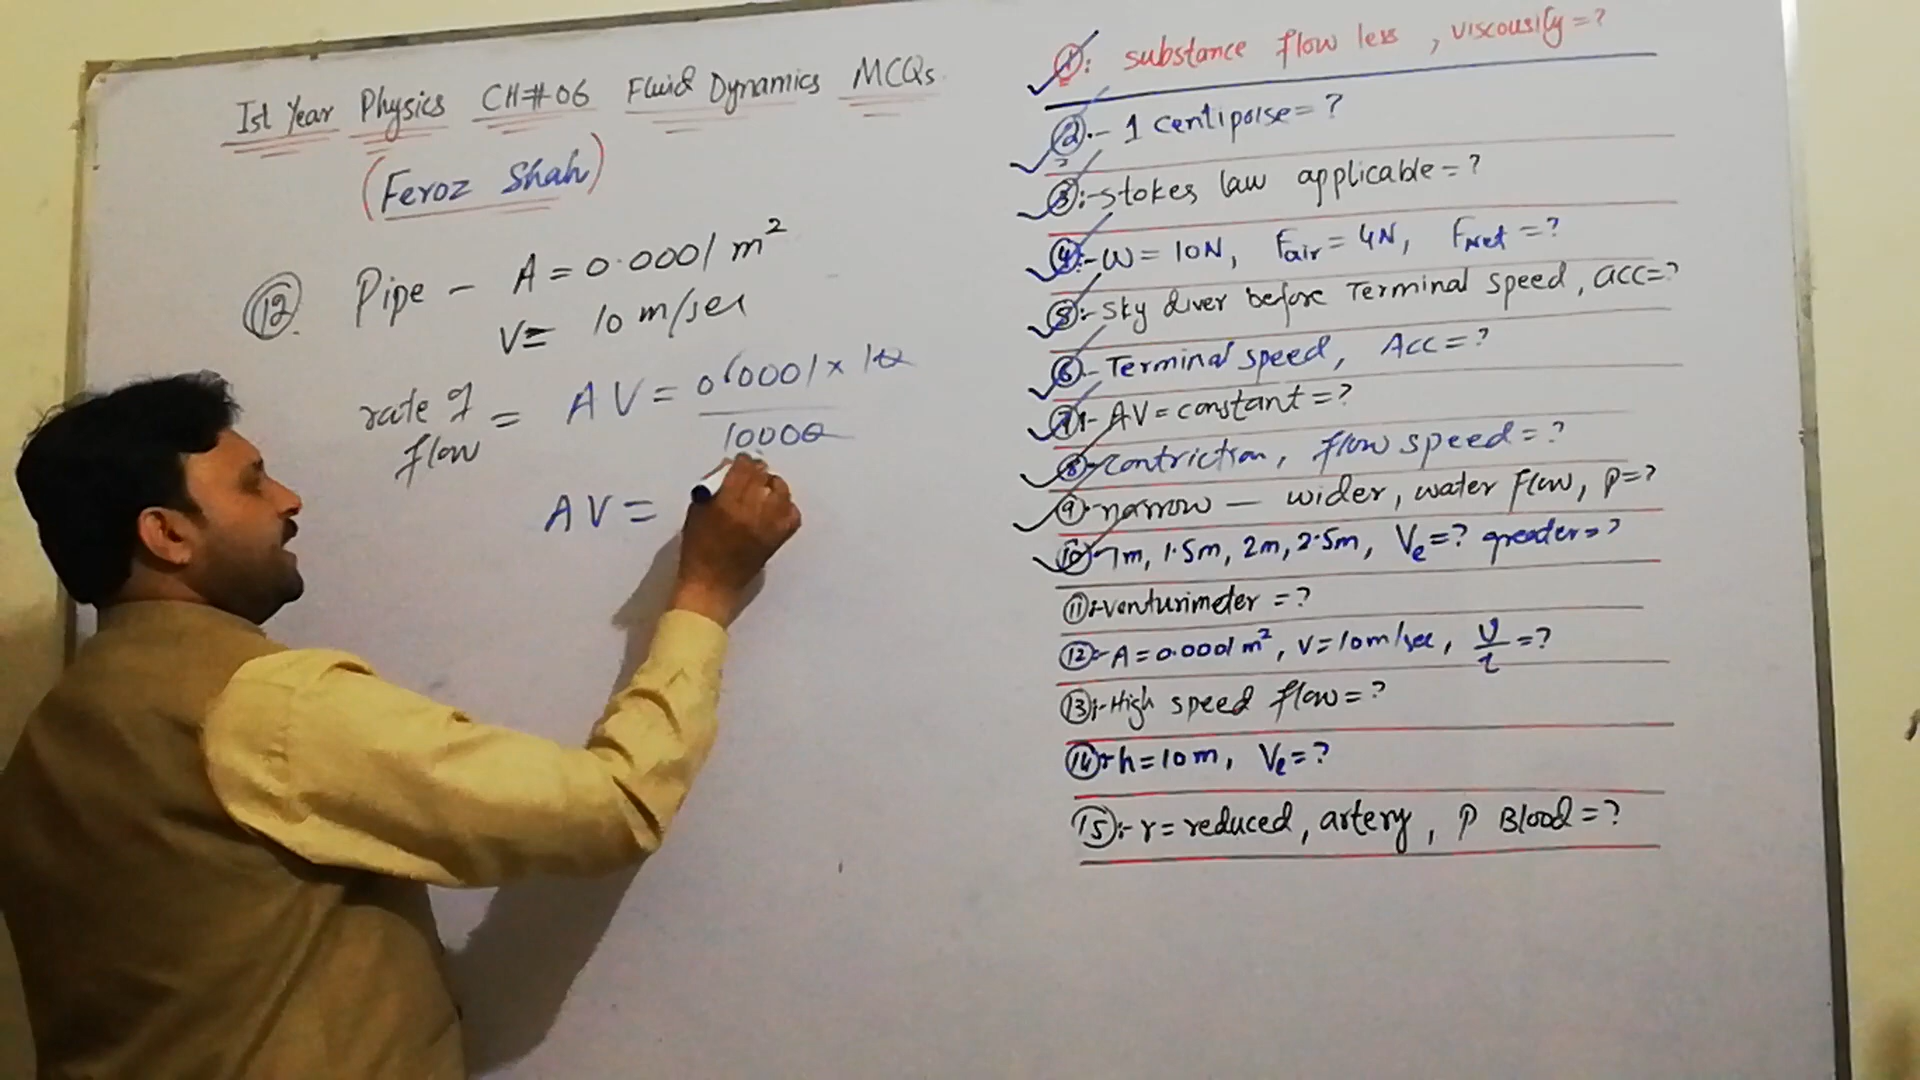 Ist Year Physics CH#06 Fluid Dynamics MCQs
(Feroz Shah)
12. Pipe - A = 0.0001 m²
V = 10 m/sec
rate of flow = AV = 0.0001 x 10
10000
AV =
1: substance flow less, viscousity = ?
2:- 1 centipoise = ?
3:- stokes law applicable = ?
4:- W = 10N, Fair = 4N, FNet = ?
5:- Sky diver before Terminal speed, acc = ?
6:- Terminal speed, Acc = ?
7:- AV = constant = ?
8:- contriction, flow speed = ?
9:- narrow - wider, water flow, P = ?
10:- 1m, 1.5m, 2m, 2.5m, Ve = ? greader = ?
11:- venturimeter = ?
12:- A = 0.0001 m², V = 10m/sec, V/t = ?
13:- High speed flow = ?
14:- h = 10m, Ve = ?
15:- r = reduced, artery, P Blood = ?